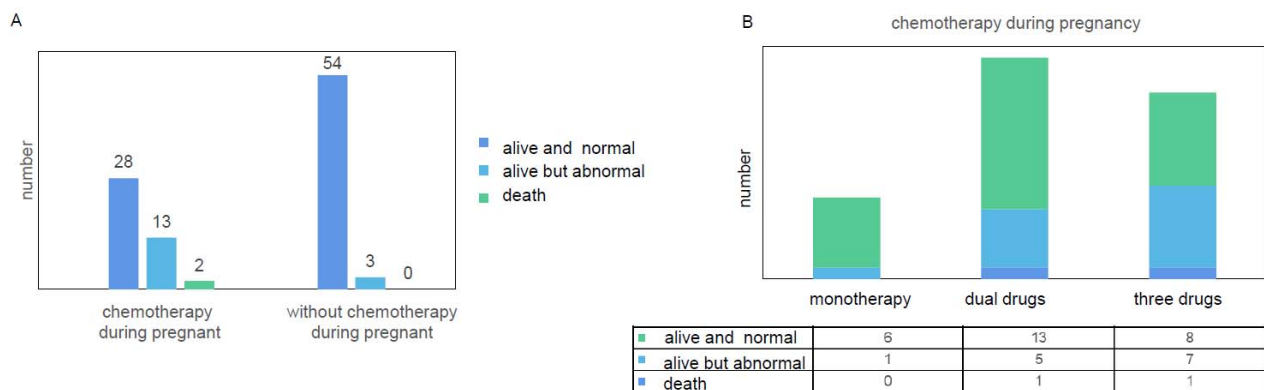 A
number
54
28
13
2
3
0
chemotherapy
during pregnant
without chemotherapy
during pregnant
alive and normal
alive but abnormal
death
B
chemotherapy during pregnancy
number
monotherapy dual drugs three drugs
alive and normal 6 13 8
alive but abnormal 1 5 7
death 0 1 1